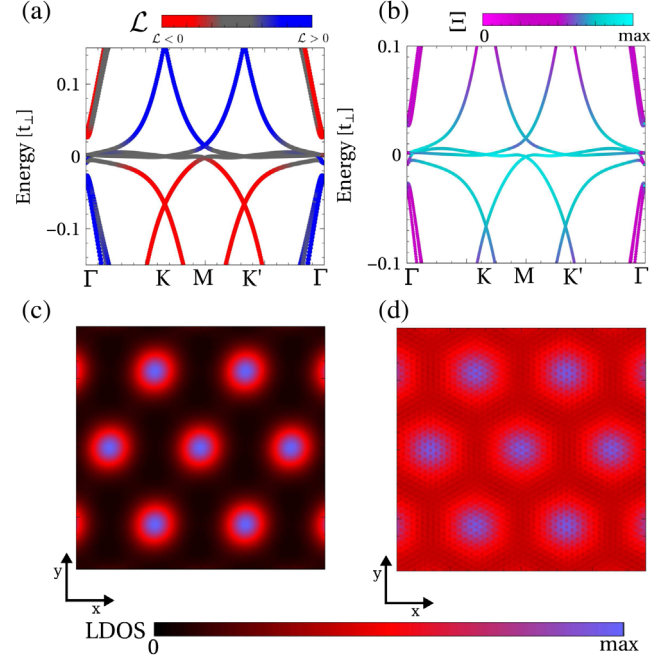 (a)
ℒ
ℒ < 0
ℒ > 0
Energy [t⊥]
0.1
0
−0.1
Γ
K
M
K'
Γ
(b)
Ξ
0
max
Energy [t⊥]
0.1
0
-0.1
Γ
K
M
K'
Γ
(c)
y
x
(d)
y
x
LDOS
0
max